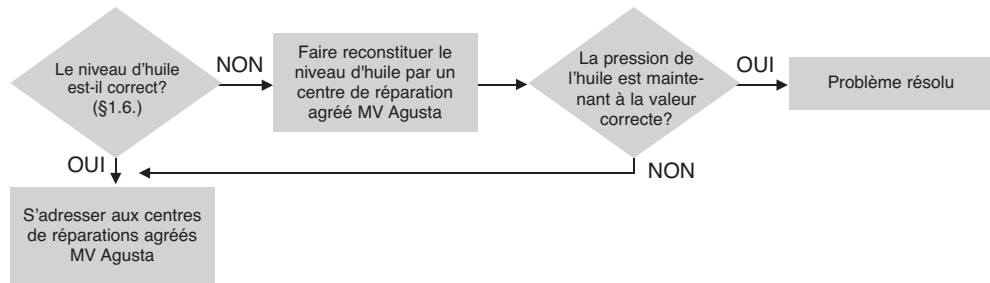 Le niveau d'huile
est-il correct?
(§1.6.)
NON
Faire reconstituer le
niveau d'huile par un
centre de réparation
agréé MV Agusta
La pression de
l'huile est mainte-
nant à la valeur
correcte?
OUI
Problème résolu
OUI
NON
S'adresser aux centres
de réparations agréés
MV Agusta